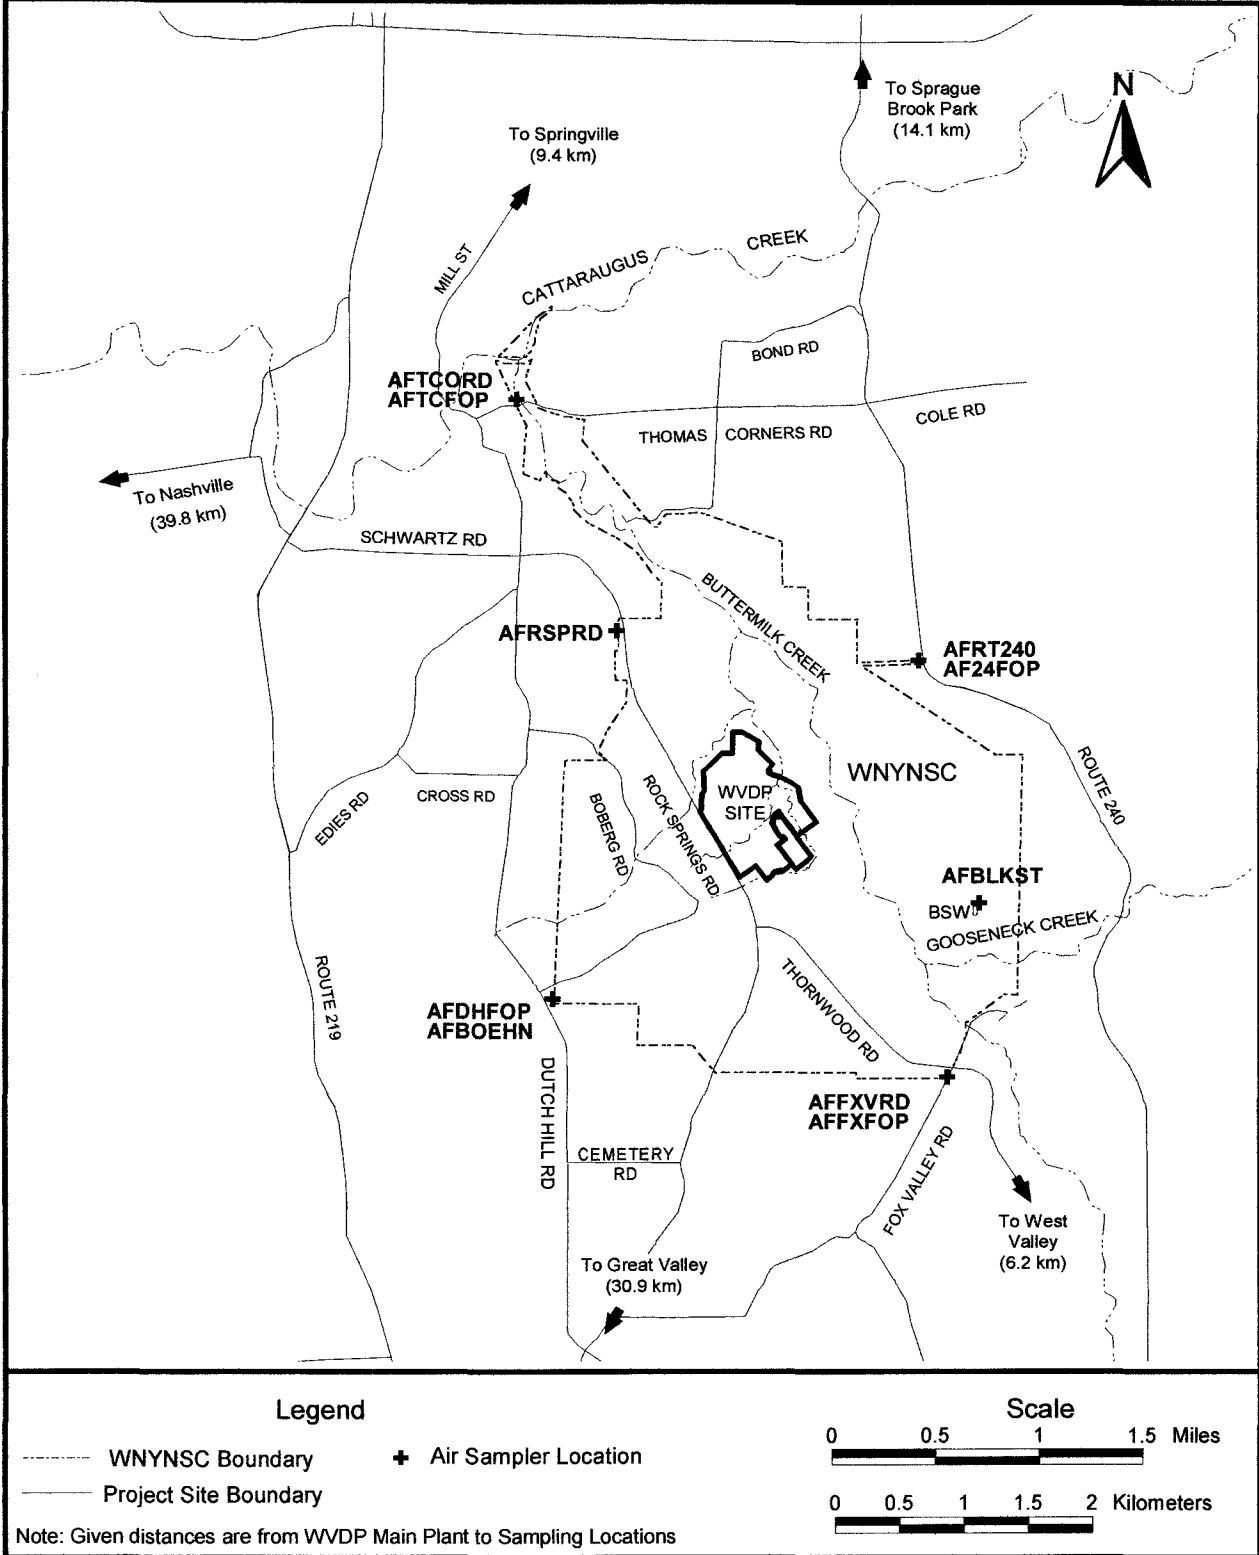 N
To Sprague
Brook Park
(14.1 km)
To Springville
(9.4 km)
MILL ST
CATTARAUGUS
CREEK
BOND RD
AFTCORD
AFTCFOP
COLE RD
THOMAS
CORNERS RD
To Nashville
(39.8 km)
SCHWARTZ RD
BUTTERMILK CREEK
AFRSPRD
AFRT240
AF24FOP
WNYNSC
ROUTE 240
WVDP
SITE
EDIES RD
CROSS RD
BOBERG RD
ROCK SPRINGS RD
AFBLKST
BSW
GOOSENECK CREEK
ROUTE 219
THORNWOOD RD
AFDHFOP
AFBOEHN
DUTCH HILL RD
AFFXVRD
AFFXFOP
CEMETERY
RD
FOX VALLEY RD
To West
Valley
(6.2 km)
To Great Valley
(30.9 km)
Legend
WNYNSC Boundary
Air Sampler Location
Project Site Boundary
Note: Given distances are from WVDP Main Plant to Sampling Locations
Scale
0 0.5 1 1.5 Miles
0 0.5 1 1.5 2 Kilometers